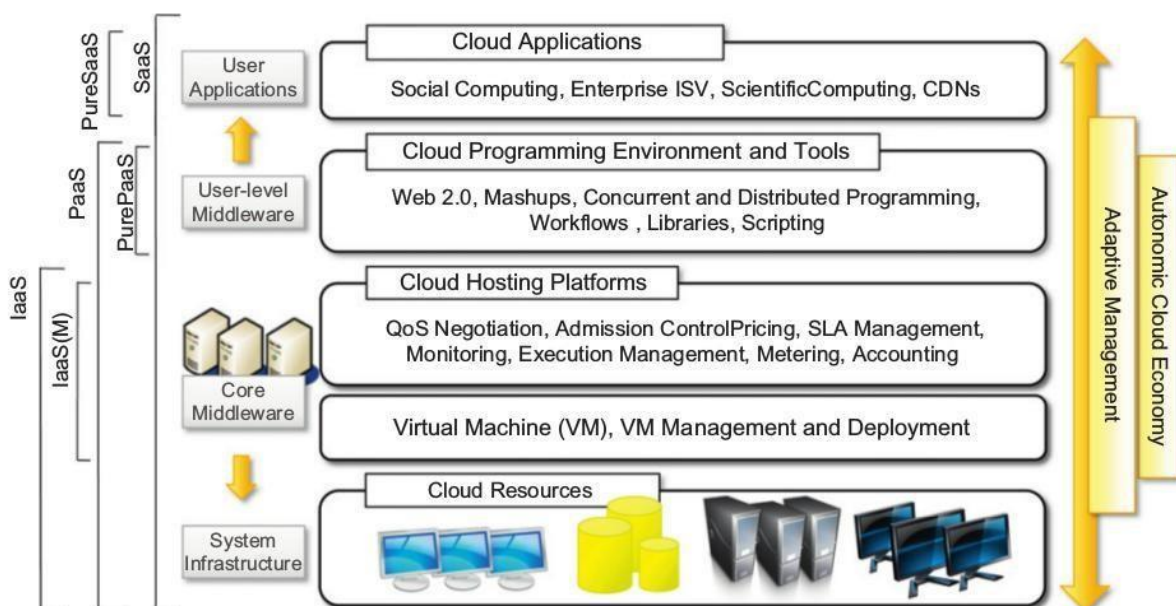 Cloud Applications
User
Applications
Social Computing, Enterprise ISV, ScientificComputing, CDNs
PureSaaS
SaaS
Cloud Programming Environment and Tools
User-level
Middleware
Web 2.0, Mashups, Concurrent and Distributed Programming,
Workflows , Libraries, Scripting
PaaS
PurePaaS
Cloud Hosting Platforms
QoS Negotiation, Admission ControlPricing, SLA Management,
Monitoring, Execution Management, Metering, Accounting
IaaS
IaaS(M)
Core
Middleware
Virtual Machine (VM), VM Management and Deployment
Cloud Resources
System
Infrastructure
Adaptive Management
Autonomic Cloud Economy